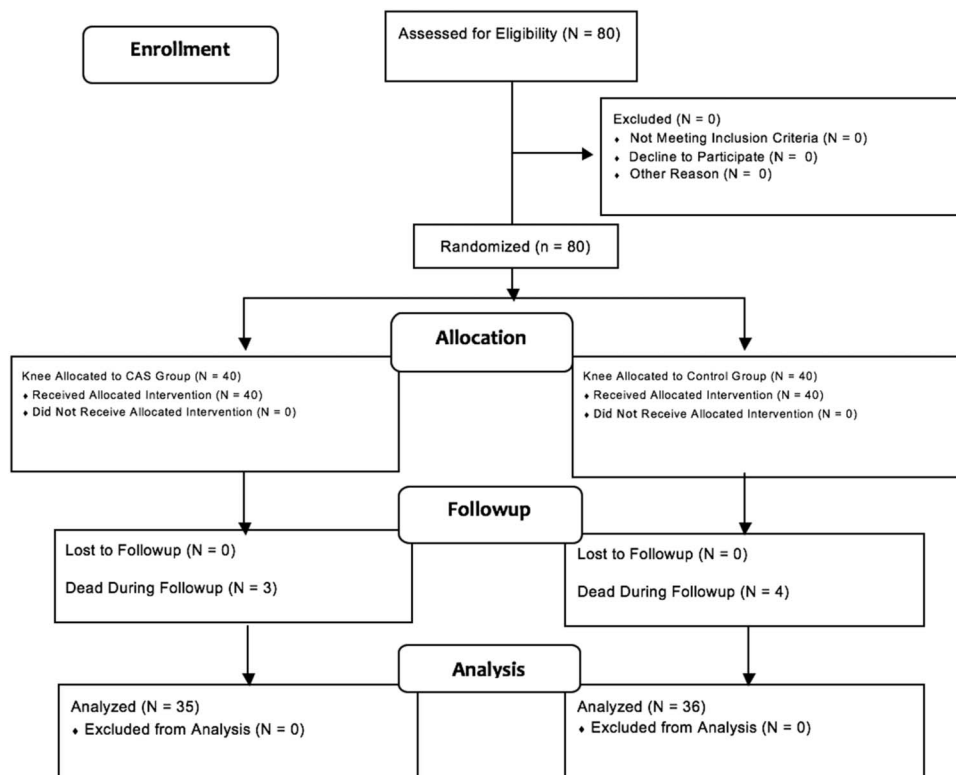 Enrollment
Assessed for Eligibility (N = 80)
Excluded (N = 0)
♦ Not Meeting Inclusion Criteria (N = 0)
♦ Decline to Participate (N = 0)
♦ Other Reason (N = 0)
Randomized (n = 80)
Allocation
Knee Allocated to CAS Group (N = 40)
♦ Received Allocated Intervention (N = 40)
♦ Did Not Receive Allocated Intervention (N = 0)
Knee Allocated to Control Group (N = 40)
♦ Received Allocated Intervention (N = 40)
♦ Did Not Receive Allocated Intervention (N = 0)
Followup
Lost to Followup (N = 0)
Dead During Followup (N = 3)
Lost to Followup (N = 0)
Dead During Followup (N = 4)
Analysis
Analyzed (N = 35)
♦ Excluded from Analysis (N = 0)
Analyzed (N = 36)
♦ Excluded from Analysis (N = 0)